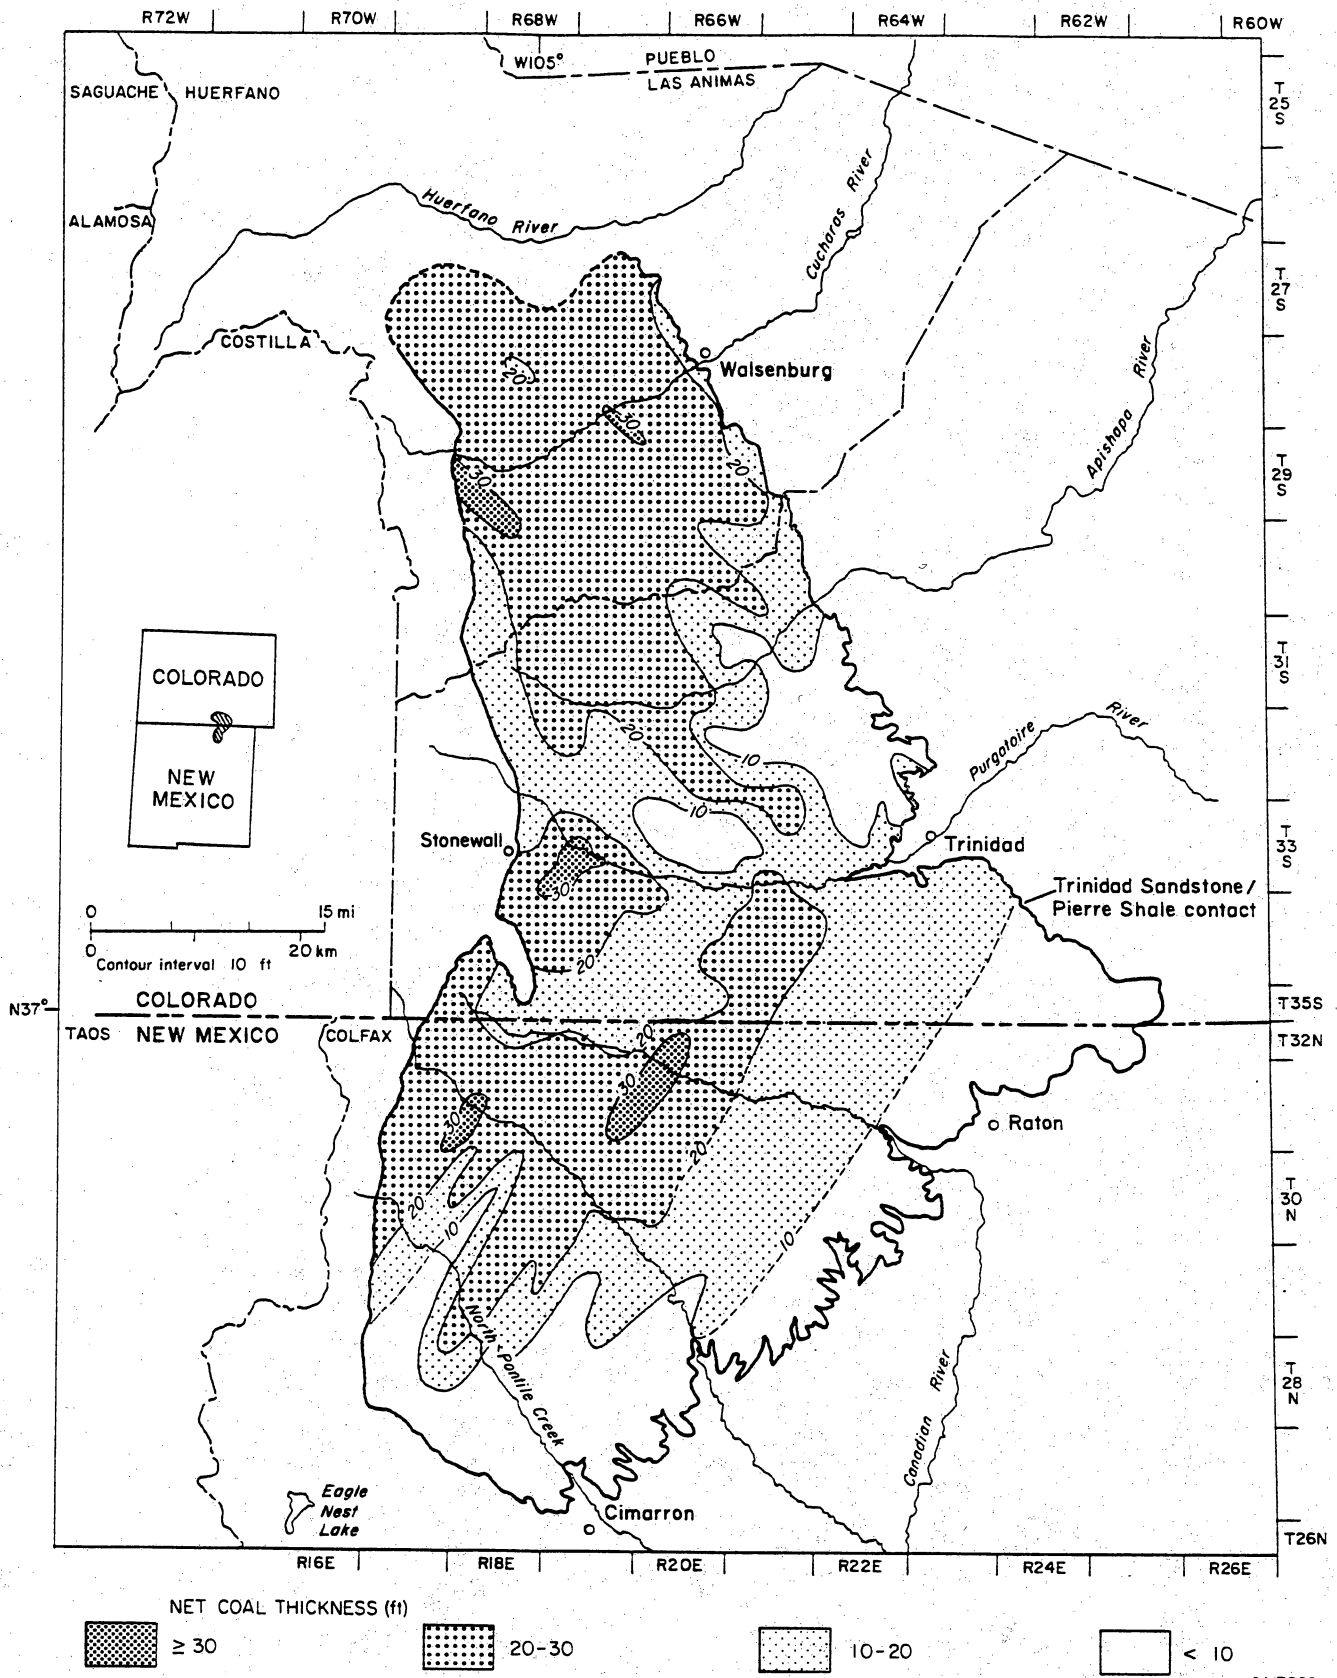 R72W R70W R68W R66W R64W R62W R60W
W105° PUEBLO
LAS ANIMAS
SAGUACHE HUERFANO
T
25
S
ALAMOSA
Huerfano River
Cucharas River
T
27
S
COSTILLA
Walsenburg
Apishapa River
20
30
20
T
29
S
30
COLORADO
NEW
MEXICO
T
31
S
20
10
Purgatoire River
10
Stonewall
Trinidad
T
33
S
30
Trinidad Sandstone/
Pierre Shale contact
0 15 mi
0 20 km
Contour interval 10 ft
20
N37°
COLORADO
T35S
TAOS NEW MEXICO COLFAX
T32N
20
30
30
Raton
20
20
10
T
30
N
10
North Ponile Creek
Canadian River
T
28
N
Eagle
Nest
Lake
Cimarron
T26N
R16E R18E R20E R22E R24E R26E
NET COAL THICKNESS (ft)
≥ 30 20-30 10-20 < 10